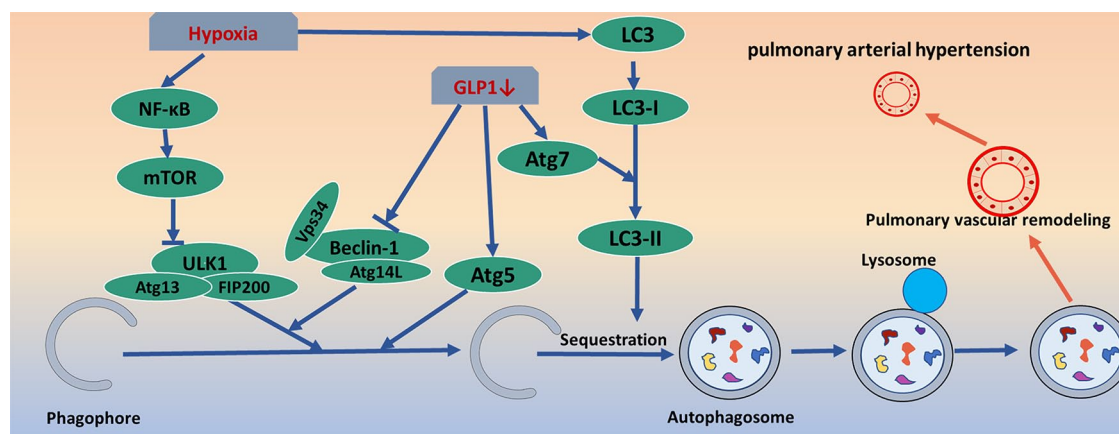 Hypoxia
LC3
pulmonary arterial hypertension
GLP1↓
NF-κB
LC3-I
Atg7
mTOR
Vps34
Pulmonary vascular remodeling
Beclin-1
LC3-II
ULK1
Atg14L
Lysosome
Atg5
Atg13
FIP200
Sequestration
Phagophore
Autophagosome